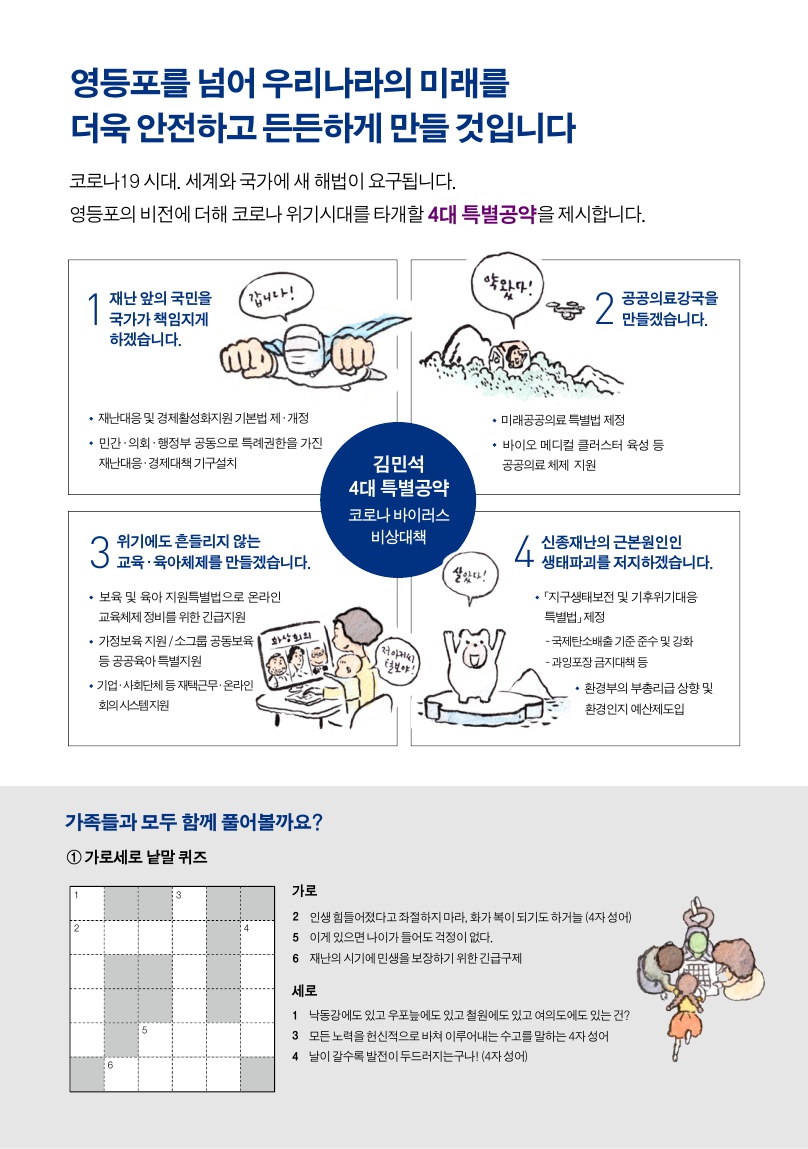 영등포를 넘어 우리나라의 미래를
더욱 안전하고 든든하게 만들 것입니다
코로나19 시대. 세계와 국가에 새 해법이 요구됩니다.
영등포의 비전에 더해 코로나 위기시대를 타개할 4대 특별공약을 제시합니다.
1 재난 앞의 국민을
국가가 책임지게
하겠습니다.
갑니다!
• 재난대응 및 경제활성화지원 기본법 제·개정
• 민간·의회·행정부 공동으로 특례권한을 가진
재난대응·경제대책 기구설치
약왔다!
2 공공의료강국을
만들겠습니다.
• 미래공공의료 특별법 제정
• 바이오 메디컬 클러스터 육성 등
공공의료 체제 지원
김민석
4대 특별공약
코로나 바이러스
비상대책
3 위기에도 흔들리지 않는
교육·육아체제를 만들겠습니다.
• 보육 및 육아 지원특별법으로 온라인
교육체제 정비를 위한 긴급지원
• 가정보육 지원 / 소그룹 공동보육
등 공공육아 특별지원
• 기업·사회단체 등 재택근무·온라인
회의 시스템 지원
화상회의
저 아저씨
털보야!
4 신종재난의 근본원인인
생태파괴를 저지하겠습니다.
살았다!
• 「지구생태보전 및 기후위기대응
특별법」 제정
- 국제탄소배출 기준 준수 및 강화
- 과잉포장 금지대책 등
• 환경부의 부총리급 상향 및
환경인지 예산제도입
가족들과 모두 함께 풀어볼까요?
① 가로세로 낱말 퀴즈
1 3
2 4
5
6
가로
2 인생 힘들어졌다고 좌절하지 마라, 화가 복이 되기도 하거늘 (4자 성어)
5 이게 있으면 나이가 들어도 걱정이 없다.
6 재난의 시기에 민생을 보장하기 위한 긴급구제
세로
1 낙동강에도 있고 우포늪에도 있고 철원에도 있고 여의도에도 있는 건?
3 모든 노력을 헌신적으로 바쳐 이루어내는 수고를 말하는 4자 성어
4 날이 갈수록 발전이 두드러지는구나! (4자 성어)